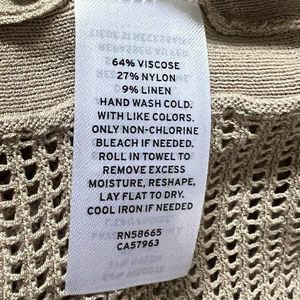 64% VISCOSE
27% NYLON
9% LINEN
HAND WASH COLD.
WITH LIKE COLORS.
ONLY NON-CHLORINE
BLEACH IF NEEDED.
ROLL IN TOWEL TO
REMOVE EXCESS
MOISTURE, RESHAPE,
LAY FLAT TO DRY.
COOL IRON IF NEEDED
RN58665
CA57963